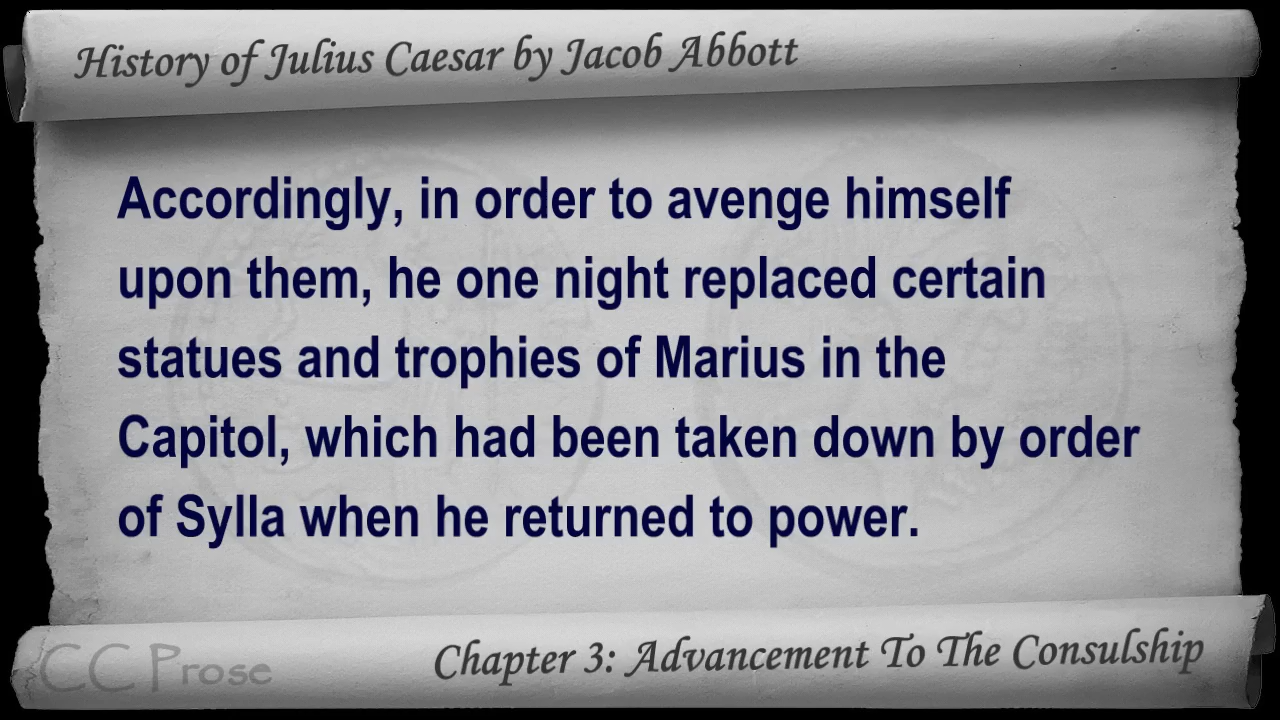 History of Julius Caesar by Jacob Abbott
Accordingly, in order to avenge himself
upon them, he one night replaced certain
statues and trophies of Marius in the
Capitol, which had been taken down by order
of Sylla when he returned to power.
CC Prose
Chapter 3: Advancement To The Consulship